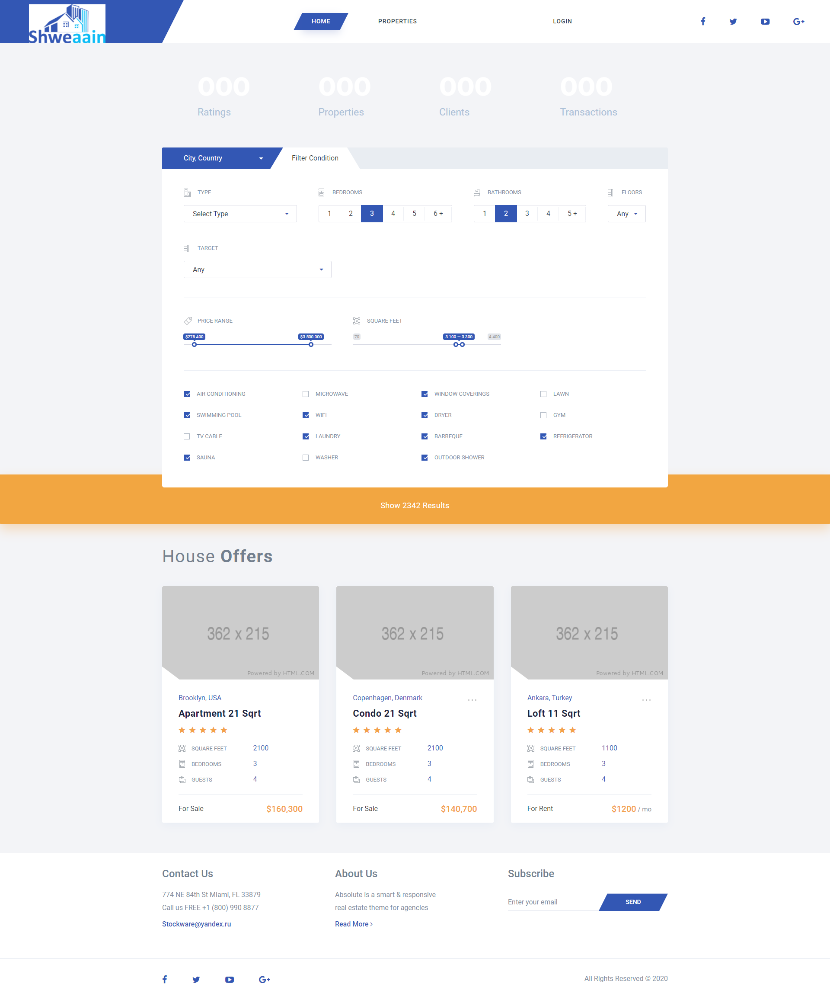 Shweaain
HOME
PROPERTIES
LOGIN
000 000 000 000
Ratings Properties Clients Transactions
City, Country
Filter Condition
TYPE BEDROOMS BATHROOMS FLOORS
Select Type 1 2 3 4 5 6 + 1 2 3 4 5 + Any
TARGET
Any
PRICE RANGE SQUARE FEET
$278 400 $3 500 000 70 3 100 — 3 300 4 400
AIR CONDITIONING MICROWAVE WINDOW COVERINGS LAWN
SWIMMING POOL WIFI DRYER GYM
TV CABLE LAUNDRY BARBEQUE REFRIGERATOR
SAUNA WASHER OUTDOOR SHOWER
Show 2342 Results
House Offers
362 x 215
Powered by HTML.COM
Brooklyn, USA
Apartment 21 Sqrt
SQUARE FEET 2100
BEDROOMS 3
GUESTS 4
For Sale $160,300
362 x 215
Powered by HTML.COM
Copenhagen, Denmark
...
Condo 21 Sqrt
SQUARE FEET 2100
BEDROOMS 3
GUESTS 4
For Sale $140,700
362 x 215
Powered by HTML.COM
Ankara, Turkey
...
Loft 11 Sqrt
SQUARE FEET 1100
BEDROOMS 3
GUESTS 4
For Rent $1200 / mo
Contact Us
774 NE 84th St Miami, FL 33879
Call us FREE +1 (800) 990 8877
Stockware@yandex.ru
About Us
Absolute is a smart & responsive
real estate theme for agencies
Read More >
Subscribe
Enter your email
SEND
All Rights Reserved © 2020